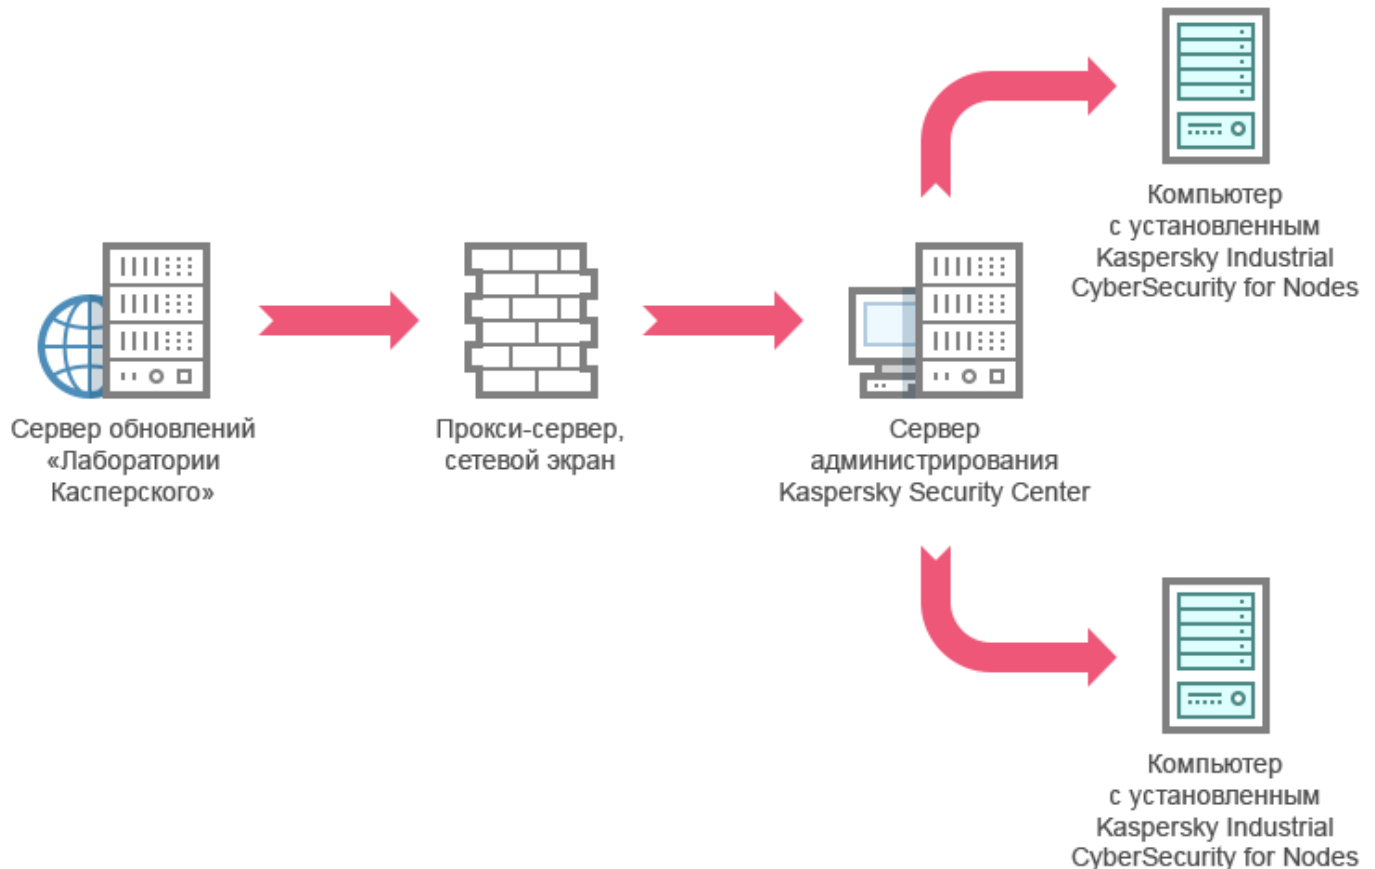 Компьютер
с установленным
Kaspersky Industrial
CyberSecurity for Nodes
Сервер обновлений
«Лаборатории
Касперского»
Прокси-сервер,
сетевой экран
Сервер
администрирования
Kaspersky Security Center
Компьютер
с установленным
Kaspersky Industrial
CyberSecurity for Nodes